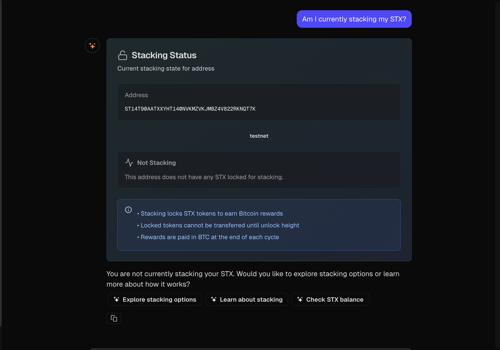 Am I currently stacking my STX?
Stacking Status
Current stacking state for address
Address
ST14T90AATXXYHT140NVKMZVKJMBZ4V822RKNQT7K
testnet
Not Stacking
This address does not have any STX locked for stacking.
• Stacking locks STX tokens to earn Bitcoin rewards
• Locked tokens cannot be transferred until unlock height
• Rewards are paid in BTC at the end of each cycle
You are not currently stacking your STX. Would you like to explore stacking options or learn
more about how it works?
Explore stacking options Learn about stacking Check STX balance